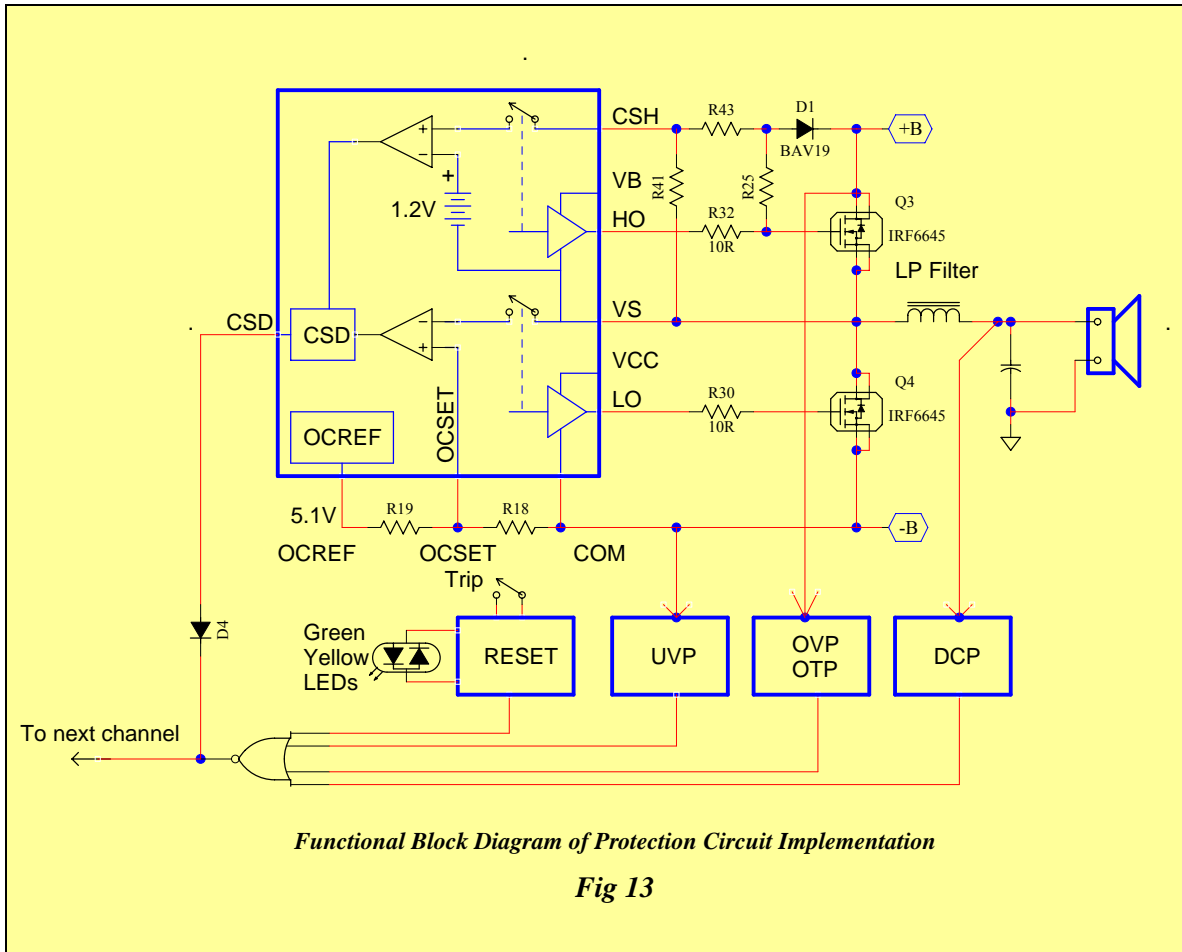 CSH
R43
D1
BAV19
+B
VB
R41
R25
1.2V
+
−
+
HO
R32
10R
Q3
IRF6645
LP Filter
CSD
CSD
−
+
VS
VCC
OCSET
LO
R30
10R
Q4
IRF6645
OCREF
5.1V
R19
R18
-B
OCREF
OCSET
COM
Trip
D4
Green
Yellow
LEDs
RESET
UVP
OVP
OTP
DCP
To next channel
Functional Block Diagram of Protection Circuit Implementation
Fig 13